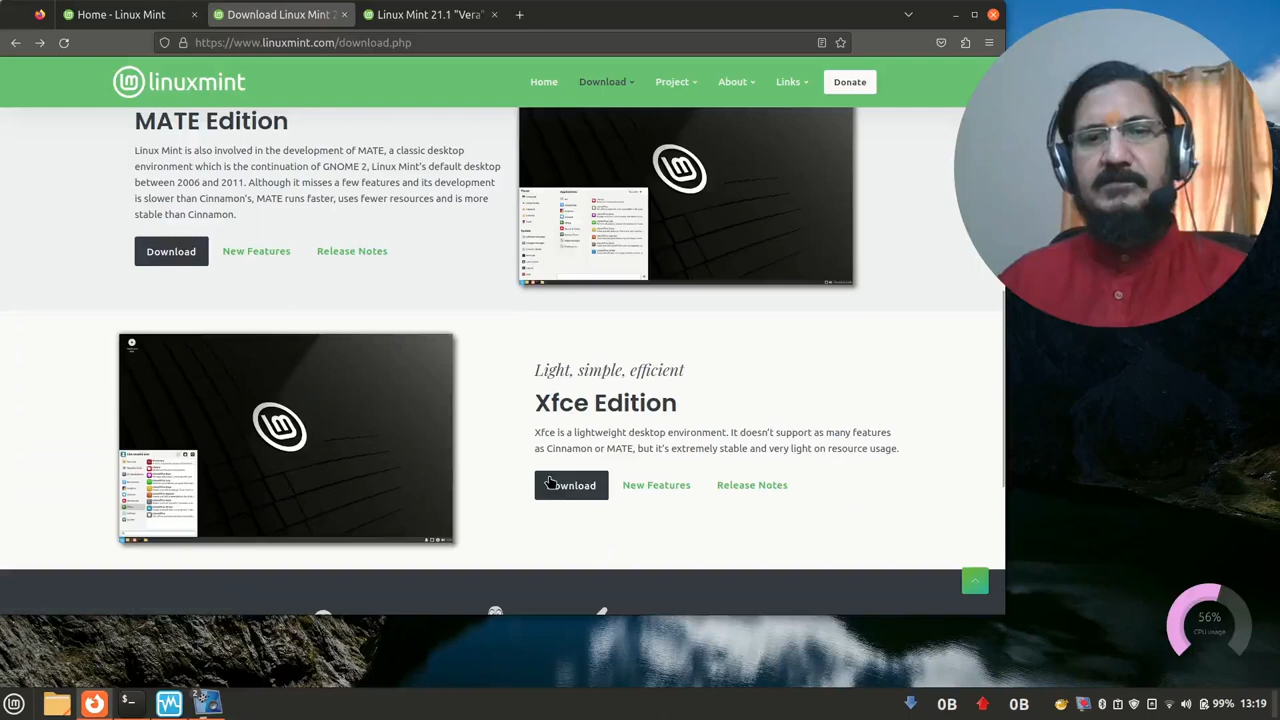 Home - Linux Mint
Download Linux Mint 2
Linux Mint 21.1 "Vera"
https://www.linuxmint.com/download.php
linuxmint
Home
Download
Project
About
Links
Donate
MATE Edition
Linux Mint is also involved in the development of MATE, a classic desktop
environment which is the continuation of GNOME 2, Linux Mint's default desktop
between 2006 and 2011. Although it misses a few features and its development
is slower than Cinnamon's, MATE runs faster, uses fewer resources and is more
stable than Cinnamon.
Download
New Features
Release Notes
Light, simple, efficient
Xfce Edition
Xfce is a lightweight desktop environment. It doesn't support as many features
as Cinnamon or MATE, but it's extremely stable and very light on resource usage.
Download
New Features
Release Notes
56%
CPU usage
0B
0B
99%
13:19